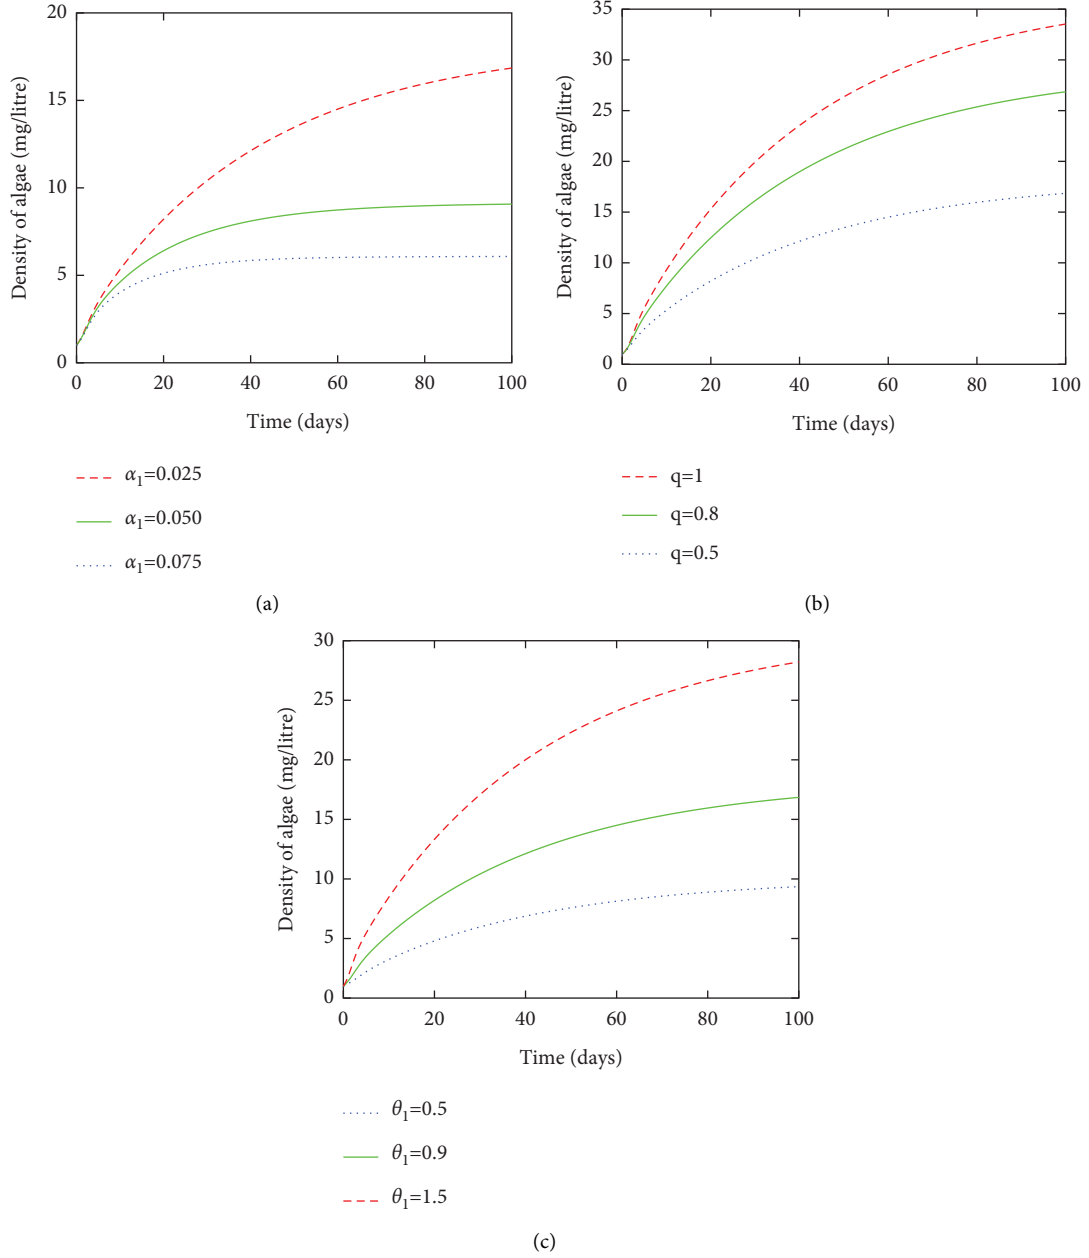 20
15
10
5
0
Density of algae (mg/litre)
0 20 40 60 80 100
Time (days)
α1=0.025
α1=0.050
α1=0.075
(a)
35
30
25
20
15
10
5
0
Density of algae (mg/litre)
0 20 40 60 80 100
Time (days)
q=1
q=0.8
q=0.5
(b)
30
25
20
15
10
5
0
Density of algae (mg/litre)
0 20 40 60 80 100
Time (days)
θ1=0.5
θ1=0.9
θ1=1.5
(c)